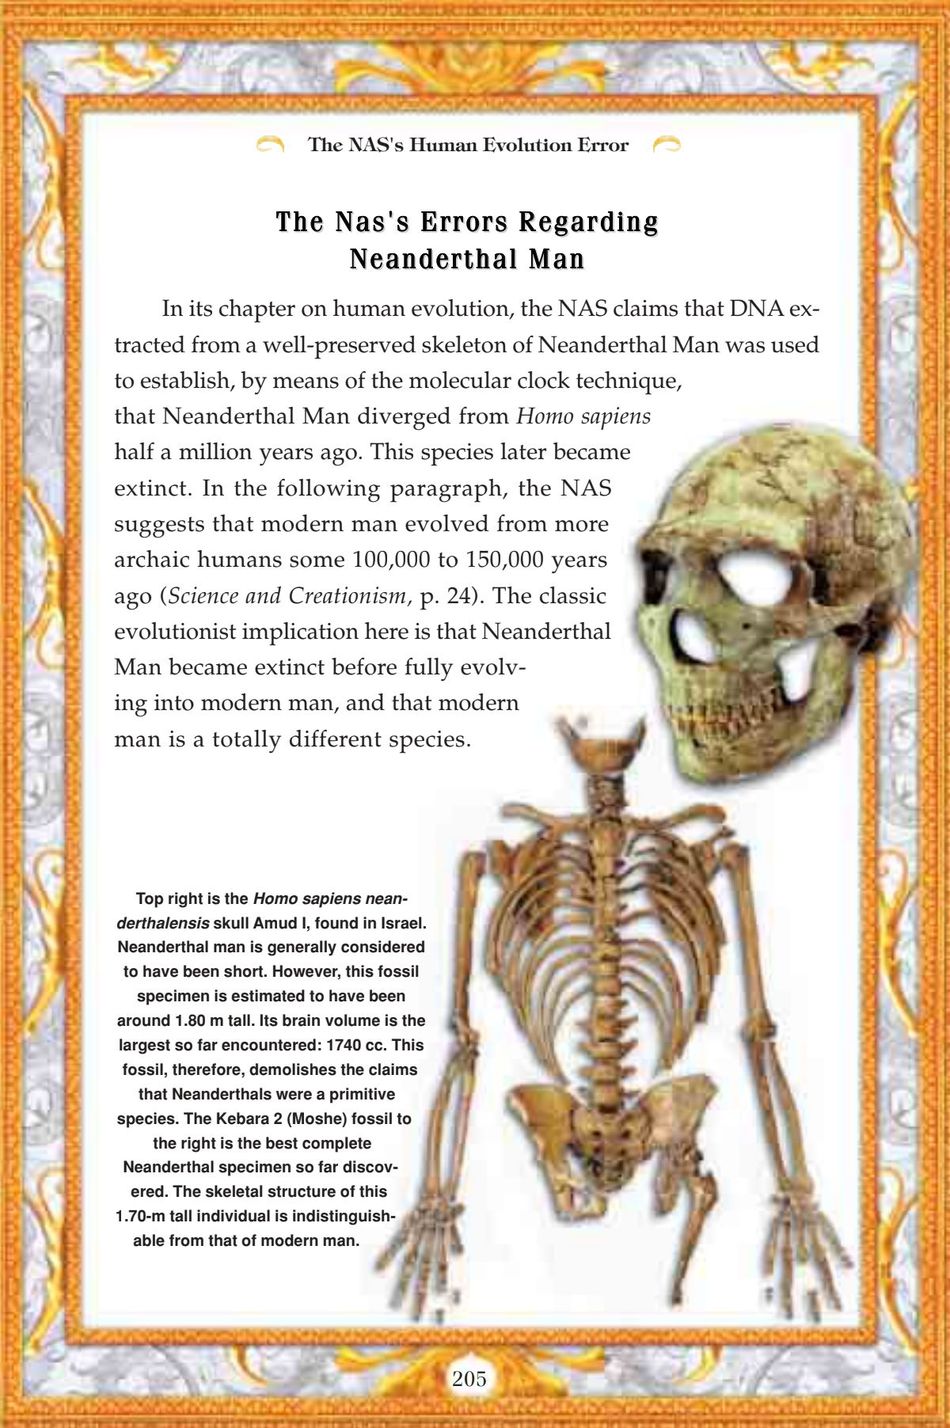 The NAS's Human Evolution Error
The Nas's Errors Regarding
Neanderthal Man
In its chapter on human evolution, the NAS claims that DNA ex-
tracted from a well-preserved skeleton of Neanderthal Man was used
to establish, by means of the molecular clock technique,
that Neanderthal Man diverged from Homo sapiens
half a million years ago. This species later became
extinct. In the following paragraph, the NAS
suggests that modern man evolved from more
archaic humans some 100,000 to 150,000 years
ago (Science and Creationism, p. 24). The classic
evolutionist implication here is that Neanderthal
Man became extinct before fully evolv-
ing into modern man, and that modern
man is a totally different species.
Top right is the Homo sapiens nean-
derthalensis skull Amud I, found in Israel.
Neanderthal man is generally considered
to have been short. However, this fossil
specimen is estimated to have been
around 1.80 m tall. Its brain volume is the
largest so far encountered: 1740 cc. This
fossil, therefore, demolishes the claims
that Neanderthals were a primitive
species. The Kebara 2 (Moshe) fossil to
the right is the best complete
Neanderthal specimen so far discov-
ered. The skeletal structure of this
1.70-m tall individual is indistinguish-
able from that of modern man.
205